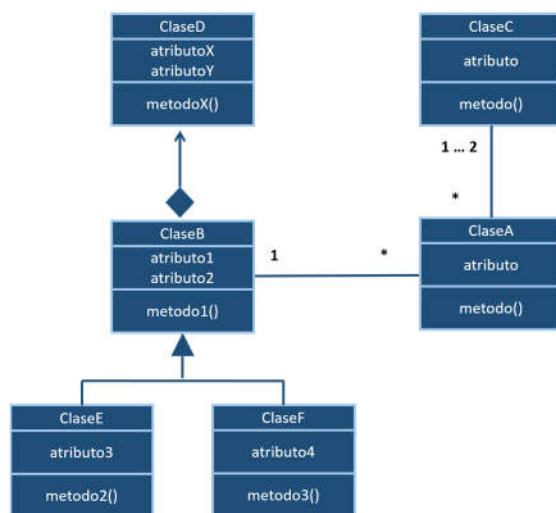 ClaseD
atributoX
atributoY
metodoX()
ClaseC
atributo
metodo()
1 ... 2
*
ClaseB
atributo1
atributo2
metodo1()
1
*
ClaseA
atributo
metodo()
ClaseE
atributo3
metodo2()
ClaseF
atributo4
metodo3()